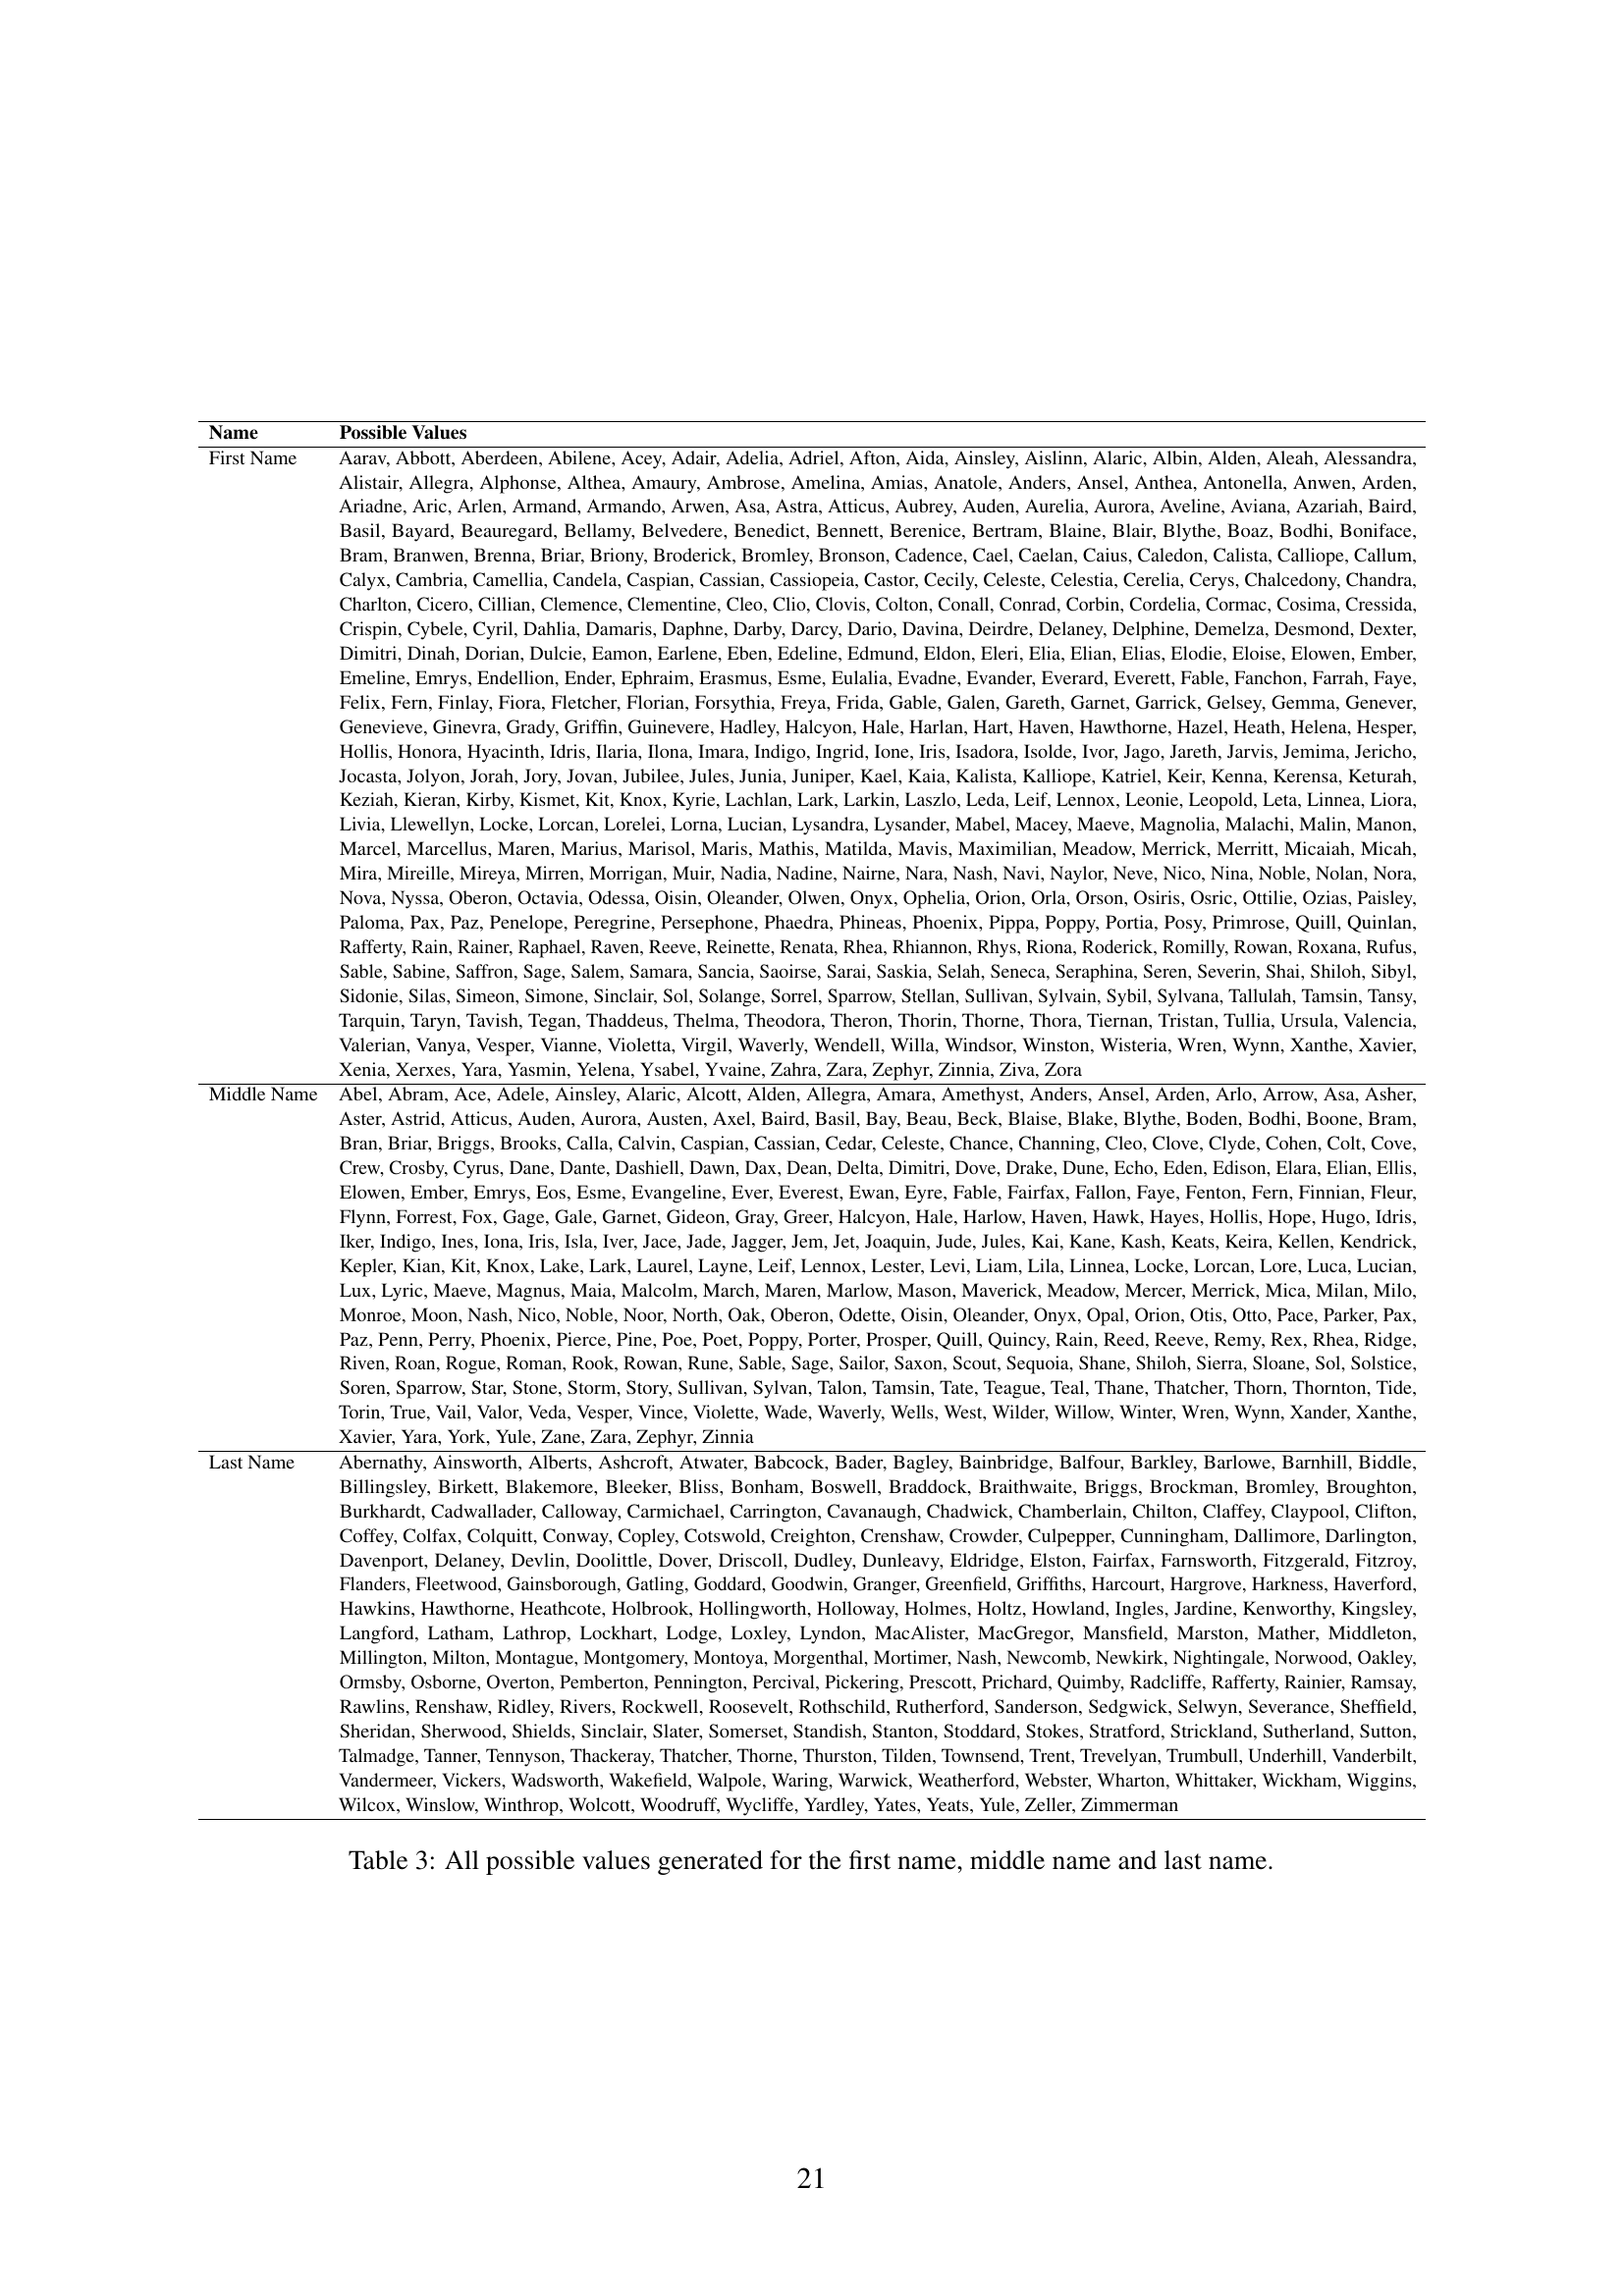 Name Possible Values
First Name Aarav, Abbott, Aberdeen, Abilene, Acey, Adair, Adelia, Adriel, Afton, Aida, Ainsley, Aislinn, Alaric, Albin, Alden, Aleah, Alessandra,
Alistair, Allegra, Alphonse, Althea, Amaury, Ambrose, Amelina, Amias, Anatole, Anders, Ansel, Anthea, Antonella, Anwen, Arden,
Ariadne, Aric, Arlen, Armand, Armando, Arwen, Asa, Astra, Atticus, Aubrey, Auden, Aurelia, Aurora, Aveline, Aviana, Azariah, Baird,
Basil, Bayard, Beauregard, Bellamy, Belvedere, Benedict, Bennett, Berenice, Bertram, Blaine, Blair, Blythe, Boaz, Bodhi, Boniface,
Bram, Branwen, Brenna, Briar, Briony, Broderick, Bromley, Bronson, Cadence, Cael, Caelan, Caius, Caledon, Calista, Calliope, Callum,
Calyx, Cambria, Camellia, Candela, Caspian, Cassian, Cassiopeia, Castor, Cecily, Celeste, Celestia, Cerelia, Cerys, Chalcedony, Chandra,
Charlton, Cicero, Cillian, Clemence, Clementine, Cleo, Clio, Clovis, Colton, Conall, Conrad, Corbin, Cordelia, Cormac, Cosima, Cressida,
Crispin, Cybele, Cyril, Dahlia, Damaris, Daphne, Darby, Darcy, Dario, Davina, Deirdre, Delaney, Delphine, Demelza, Desmond, Dexter,
Dimitri, Dinah, Dorian, Dulcie, Eamon, Earlene, Eben, Edeline, Edmund, Eldon, Eleri, Elia, Elian, Elias, Elodie, Eloise, Elowen, Ember,
Emeline, Emrys, Endellion, Ender, Ephraim, Erasmus, Esme, Eulalia, Evadne, Evander, Everard, Everett, Fable, Fanchon, Farrah, Faye,
Felix, Fern, Finlay, Fiora, Fletcher, Florian, Forsythia, Freya, Frida, Gable, Galen, Gareth, Garnet, Garrick, Gelsey, Gemma, Genever,
Genevieve, Ginevra, Grady, Griffin, Guinevere, Hadley, Halcyon, Hale, Harlan, Hart, Haven, Hawthorne, Hazel, Heath, Helena, Hesper,
Hollis, Honora, Hyacinth, Idris, Ilaria, Ilona, Imara, Indigo, Ingrid, Ione, Iris, Isadora, Isolde, Ivor, Jago, Jareth, Jarvis, Jemima, Jericho,
Jocasta, Jolyon, Jorah, Jory, Jovan, Jubilee, Jules, Junia, Juniper, Kael, Kaia, Kalista, Kalliope, Katriel, Keir, Kenna, Kerensa, Keturah,
Keziah, Kieran, Kirby, Kismet, Kit, Knox, Kyrie, Lachlan, Lark, Larkin, Laszlo, Leda, Leif, Lennox, Leonie, Leopold, Leta, Linnea, Liora,
Livia, Llewellyn, Locke, Lorcan, Lorelei, Lorna, Lucian, Lysandra, Lysander, Mabel, Macey, Maeve, Magnolia, Malachi, Malin, Manon,
Marcel, Marcellus, Maren, Marius, Marisol, Maris, Mathis, Matilda, Mavis, Maximilian, Meadow, Merrick, Merritt, Micaiah, Micah,
Mira, Mireille, Mireya, Mirren, Morrigan, Muir, Nadia, Nadine, Nairne, Nara, Nash, Navi, Naylor, Neve, Nico, Nina, Noble, Nolan, Nora,
Nova, Nyssa, Oberon, Octavia, Odessa, Oisin, Oleander, Olwen, Onyx, Ophelia, Orion, Orla, Orson, Osiris, Osric, Ottilie, Ozias, Paisley,
Paloma, Pax, Paz, Penelope, Peregrine, Persephone, Phaedra, Phineas, Phoenix, Pippa, Poppy, Portia, Posy, Primrose, Quill, Quinlan,
Rafferty, Rain, Rainer, Raphael, Raven, Reeve, Reinette, Renata, Rhea, Rhiannon, Rhys, Riona, Roderick, Romilly, Rowan, Roxana, Rufus,
Sable, Sabine, Saffron, Sage, Salem, Samara, Sancia, Saoirse, Sarai, Saskia, Selah, Seneca, Seraphina, Seren, Severin, Shai, Shiloh, Sibyl,
Sidonie, Silas, Simeon, Simone, Sinclair, Sol, Solange, Sorrel, Sparrow, Stellan, Sullivan, Sylvain, Sybil, Sylvana, Tallulah, Tamsin, Tansy,
Tarquin, Taryn, Tavish, Tegan, Thaddeus, Thelma, Theodora, Theron, Thorin, Thorne, Thora, Tiernan, Tristan, Tullia, Ursula, Valencia,
Valerian, Vanya, Vesper, Vianne, Violetta, Virgil, Waverly, Wendell, Willa, Windsor, Winston, Wisteria, Wren, Wynn, Xanthe, Xavier,
Xenia, Xerxes, Yara, Yasmin, Yelena, Ysabel, Yvaine, Zahra, Zara, Zephyr, Zinnia, Ziva, Zora
Middle Name Abel, Abram, Ace, Adele, Ainsley, Alaric, Alcott, Alden, Allegra, Amara, Amethyst, Anders, Ansel, Arden, Arlo, Arrow, Asa, Asher,
Aster, Astrid, Atticus, Auden, Aurora, Austen, Axel, Baird, Basil, Bay, Beau, Beck, Blaise, Blake, Blythe, Boden, Bodhi, Boone, Bram,
Bran, Briar, Briggs, Brooks, Calla, Calvin, Caspian, Cassian, Cedar, Celeste, Chance, Channing, Cleo, Clove, Clyde, Cohen, Colt, Cove,
Crew, Crosby, Cyrus, Dane, Dante, Dashiell, Dawn, Dax, Dean, Delta, Dimitri, Dove, Drake, Dune, Echo, Eden, Edison, Elara, Elian, Ellis,
Elowen, Ember, Emrys, Eos, Esme, Evangeline, Ever, Everest, Ewan, Eyre, Fable, Fairfax, Fallon, Faye, Fenton, Fern, Finnian, Fleur,
Flynn, Forrest, Fox, Gage, Gale, Garnet, Gideon, Gray, Greer, Halcyon, Hale, Harlow, Haven, Hawk, Hayes, Hollis, Hope, Hugo, Idris,
Iker, Indigo, Ines, Iona, Iris, Isla, Iver, Jace, Jade, Jagger, Jem, Jet, Joaquin, Jude, Jules, Kai, Kane, Kash, Keats, Keira, Kellen, Kendrick,
Kepler, Kian, Kit, Knox, Lake, Lark, Laurel, Layne, Leif, Lennox, Lester, Levi, Liam, Lila, Linnea, Locke, Lorcan, Lore, Luca, Lucian,
Lux, Lyric, Maeve, Magnus, Maia, Malcolm, March, Maren, Marlow, Mason, Maverick, Meadow, Mercer, Merrick, Mica, Milan, Milo,
Monroe, Moon, Nash, Nico, Noble, Noor, North, Oak, Oberon, Odette, Oisin, Oleander, Onyx, Opal, Orion, Otis, Otto, Pace, Parker, Pax,
Paz, Penn, Perry, Phoenix, Pierce, Pine, Poe, Poet, Poppy, Porter, Prosper, Quill, Quincy, Rain, Reed, Reeve, Remy, Rex, Rhea, Ridge,
Riven, Roan, Rogue, Roman, Rook, Rowan, Rune, Sable, Sage, Sailor, Saxon, Scout, Sequoia, Shane, Shiloh, Sierra, Sloane, Sol, Solstice,
Soren, Sparrow, Star, Stone, Storm, Story, Sullivan, Sylvan, Talon, Tamsin, Tate, Teague, Teal, Thane, Thatcher, Thorn, Thornton, Tide,
Torin, True, Vail, Valor, Veda, Vesper, Vince, Violette, Wade, Waverly, Wells, West, Wilder, Willow, Winter, Wren, Wynn, Xander, Xanthe,
Xavier, Yara, York, Yule, Zane, Zara, Zephyr, Zinnia
Last Name Abernathy, Ainsworth, Alberts, Ashcroft, Atwater, Babcock, Bader, Bagley, Bainbridge, Balfour, Barkley, Barlowe, Barnhill, Biddle,
Billingsley, Birkett, Blakemore, Bleeker, Bliss, Bonham, Boswell, Braddock, Braithwaite, Briggs, Brockman, Bromley, Broughton,
Burkhardt, Cadwallader, Calloway, Carmichael, Carrington, Cavanaugh, Chadwick, Chamberlain, Chilton, Claffey, Claypool, Clifton,
Coffey, Colfax, Colquitt, Conway, Copley, Cotswold, Creighton, Crenshaw, Crowder, Culpepper, Cunningham, Dallimore, Darlington,
Davenport, Delaney, Devlin, Doolittle, Dover, Driscoll, Dudley, Dunleavy, Eldridge, Elston, Fairfax, Farnsworth, Fitzgerald, Fitzroy,
Flanders, Fleetwood, Gainsborough, Gatling, Goddard, Goodwin, Granger, Greenfield, Griffiths, Harcourt, Hargrove, Harkness, Haverford,
Hawkins, Hawthorne, Heathcote, Holbrook, Hollingworth, Holloway, Holmes, Holtz, Howland, Ingles, Jardine, Kenworthy, Kingsley,
Langford, Latham, Lathrop, Lockhart, Lodge, Loxley, Lyndon, MacAlister, MacGregor, Mansfield, Marston, Mather, Middleton,
Millington, Milton, Montague, Montgomery, Montoya, Morgenthal, Mortimer, Nash, Newcomb, Newkirk, Nightingale, Norwood, Oakley,
Ormsby, Osborne, Overton, Pemberton, Pennington, Percival, Pickering, Prescott, Prichard, Quimby, Radcliffe, Rafferty, Rainier, Ramsay,
Rawlins, Renshaw, Ridley, Rivers, Rockwell, Roosevelt, Rothschild, Rutherford, Sanderson, Sedgwick, Selwyn, Severance, Sheffield,
Sheridan, Sherwood, Shields, Sinclair, Slater, Somerset, Standish, Stanton, Stoddard, Stokes, Stratford, Strickland, Sutherland, Sutton,
Talmadge, Tanner, Tennyson, Thackeray, Thatcher, Thorne, Thurston, Tilden, Townsend, Trent, Trevelyan, Trumbull, Underhill, Vanderbilt,
Vandermeer, Vickers, Wadsworth, Wakefield, Walpole, Waring, Warwick, Weatherford, Webster, Wharton, Whittaker, Wickham, Wiggins,
Wilcox, Winslow, Winthrop, Wolcott, Woodruff, Wycliffe, Yardley, Yates, Yeats, Yule, Zeller, Zimmerman
Table 3: All possible values generated for the first name, middle name and last name.
21